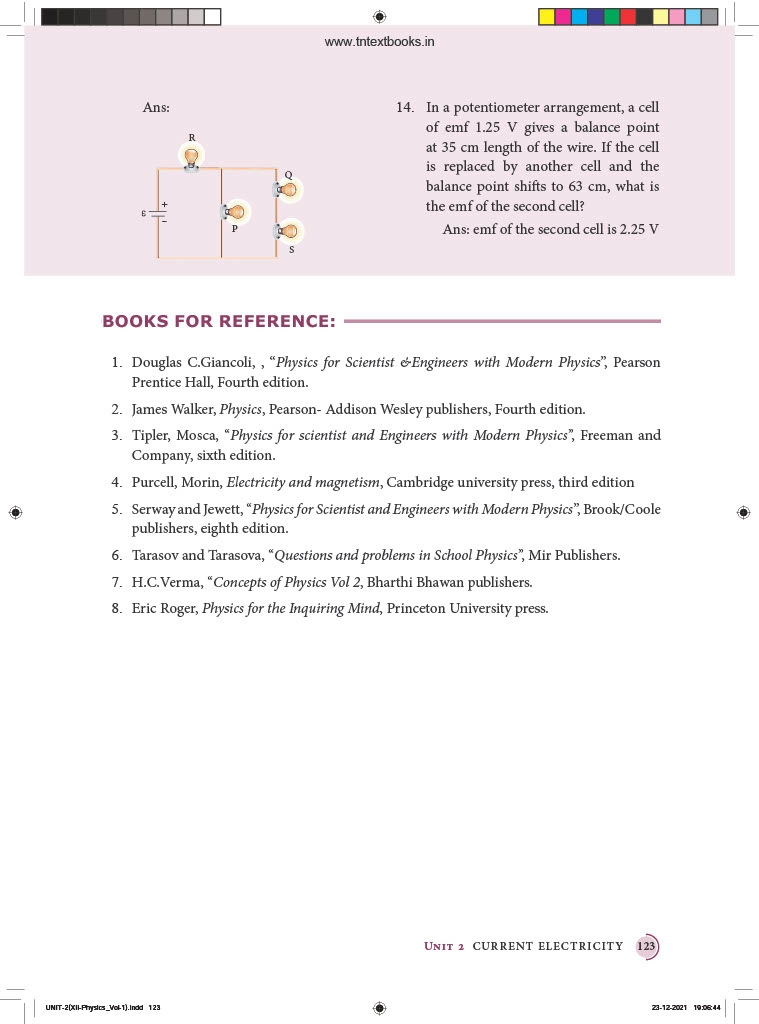 www.tntextbooks.in
Ans:
R
Q
ε
+
−
P
S
14. In a potentiometer arrangement, a cell
of emf 1.25 V gives a balance point
at 35 cm length of the wire. If the cell
is replaced by another cell and the
balance point shifts to 63 cm, what is
the emf of the second cell?
Ans: emf of the second cell is 2.25 V
BOOKS FOR REFERENCE:
1. Douglas C.Giancoli, , “Physics for Scientist &Engineers with Modern Physics”, Pearson
Prentice Hall, Fourth edition.
2. James Walker, Physics, Pearson- Addison Wesley publishers, Fourth edition.
3. Tipler, Mosca, “Physics for scientist and Engineers with Modern Physics”, Freeman and
Company, sixth edition.
4. Purcell, Morin, Electricity and magnetism, Cambridge university press, third edition
5. Serway and Jewett, “Physics for Scientist and Engineers with Modern Physics”, Brook/Coole
publishers, eighth edition.
6. Tarasov and Tarasova, “Questions and problems in School Physics”, Mir Publishers.
7. H.C.Verma, “Concepts of Physics Vol 2, Bharthi Bhawan publishers.
8. Eric Roger, Physics for the Inquiring Mind, Princeton University press.
UNIT 2 CURRENT ELECTRICITY 123
UNIT-2(XII-Physics_Vol-1).indd 123
23-12-2021 19:06:44